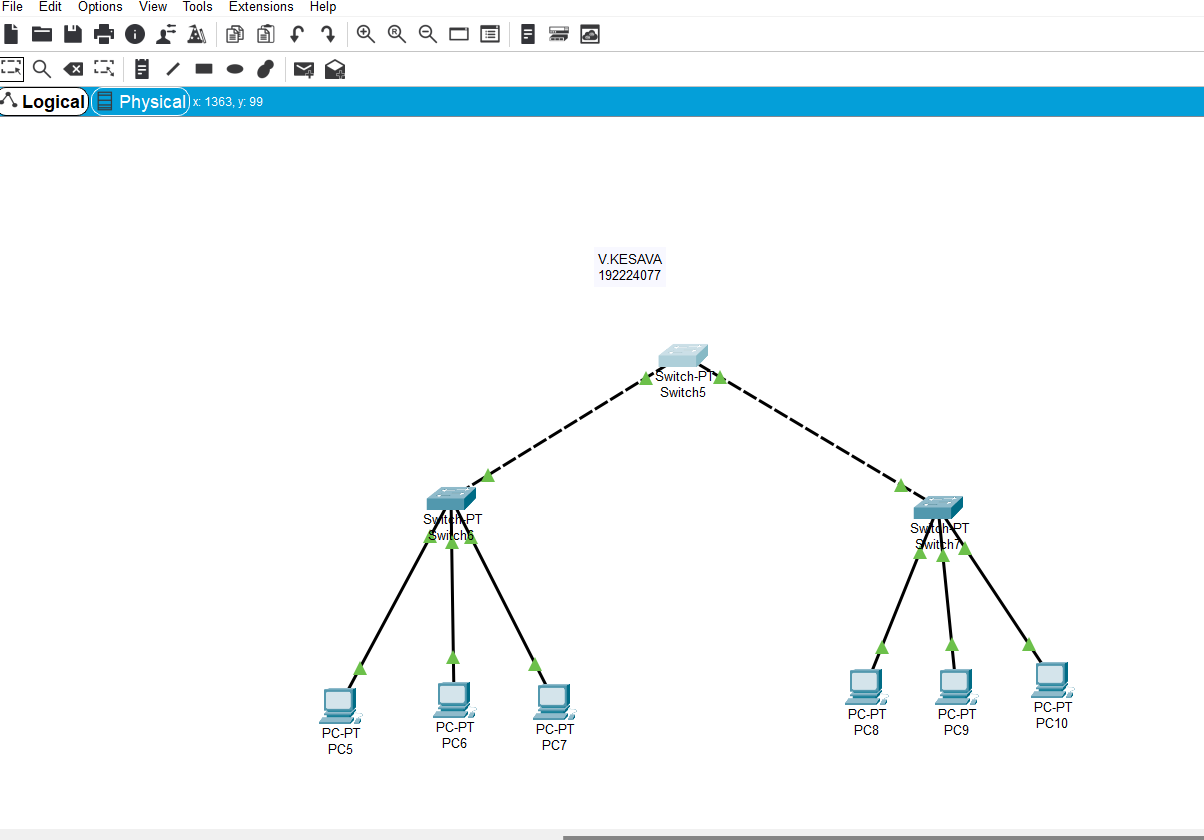 File Edit Options View Tools Extensions Help
Logical Physical x: 1363, y: 99
V.KESAVA
192224077
Switch-PT
Switch5
Switch-PT
Switch6
Switch-PT
Switch7
PC-PT
PC5
PC-PT
PC6
PC-PT
PC7
PC-PT
PC8
PC-PT
PC9
PC-PT
PC10